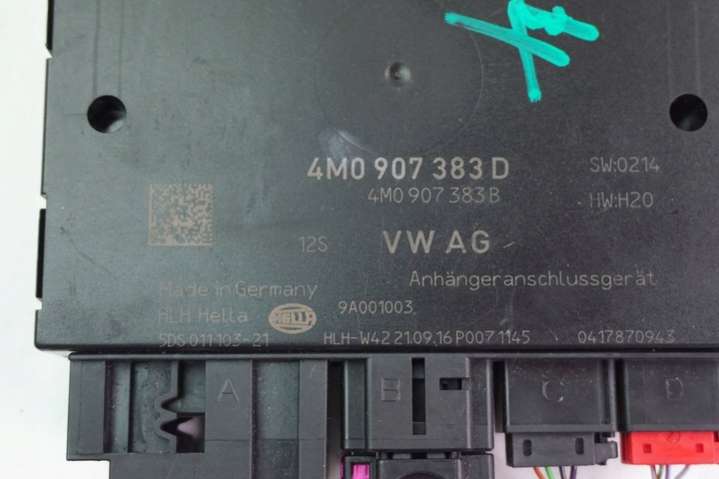 4M0 907 383 D SW:0214
4M0 907 383 B HW:H20
12S VW AG
Made in Germany Anhängeranschlussgerät
HLH Hella HELLA 9A001003
5DS 011 103-21 HLH-W42 21.09.16 P007.1145 0417870943
A B C D